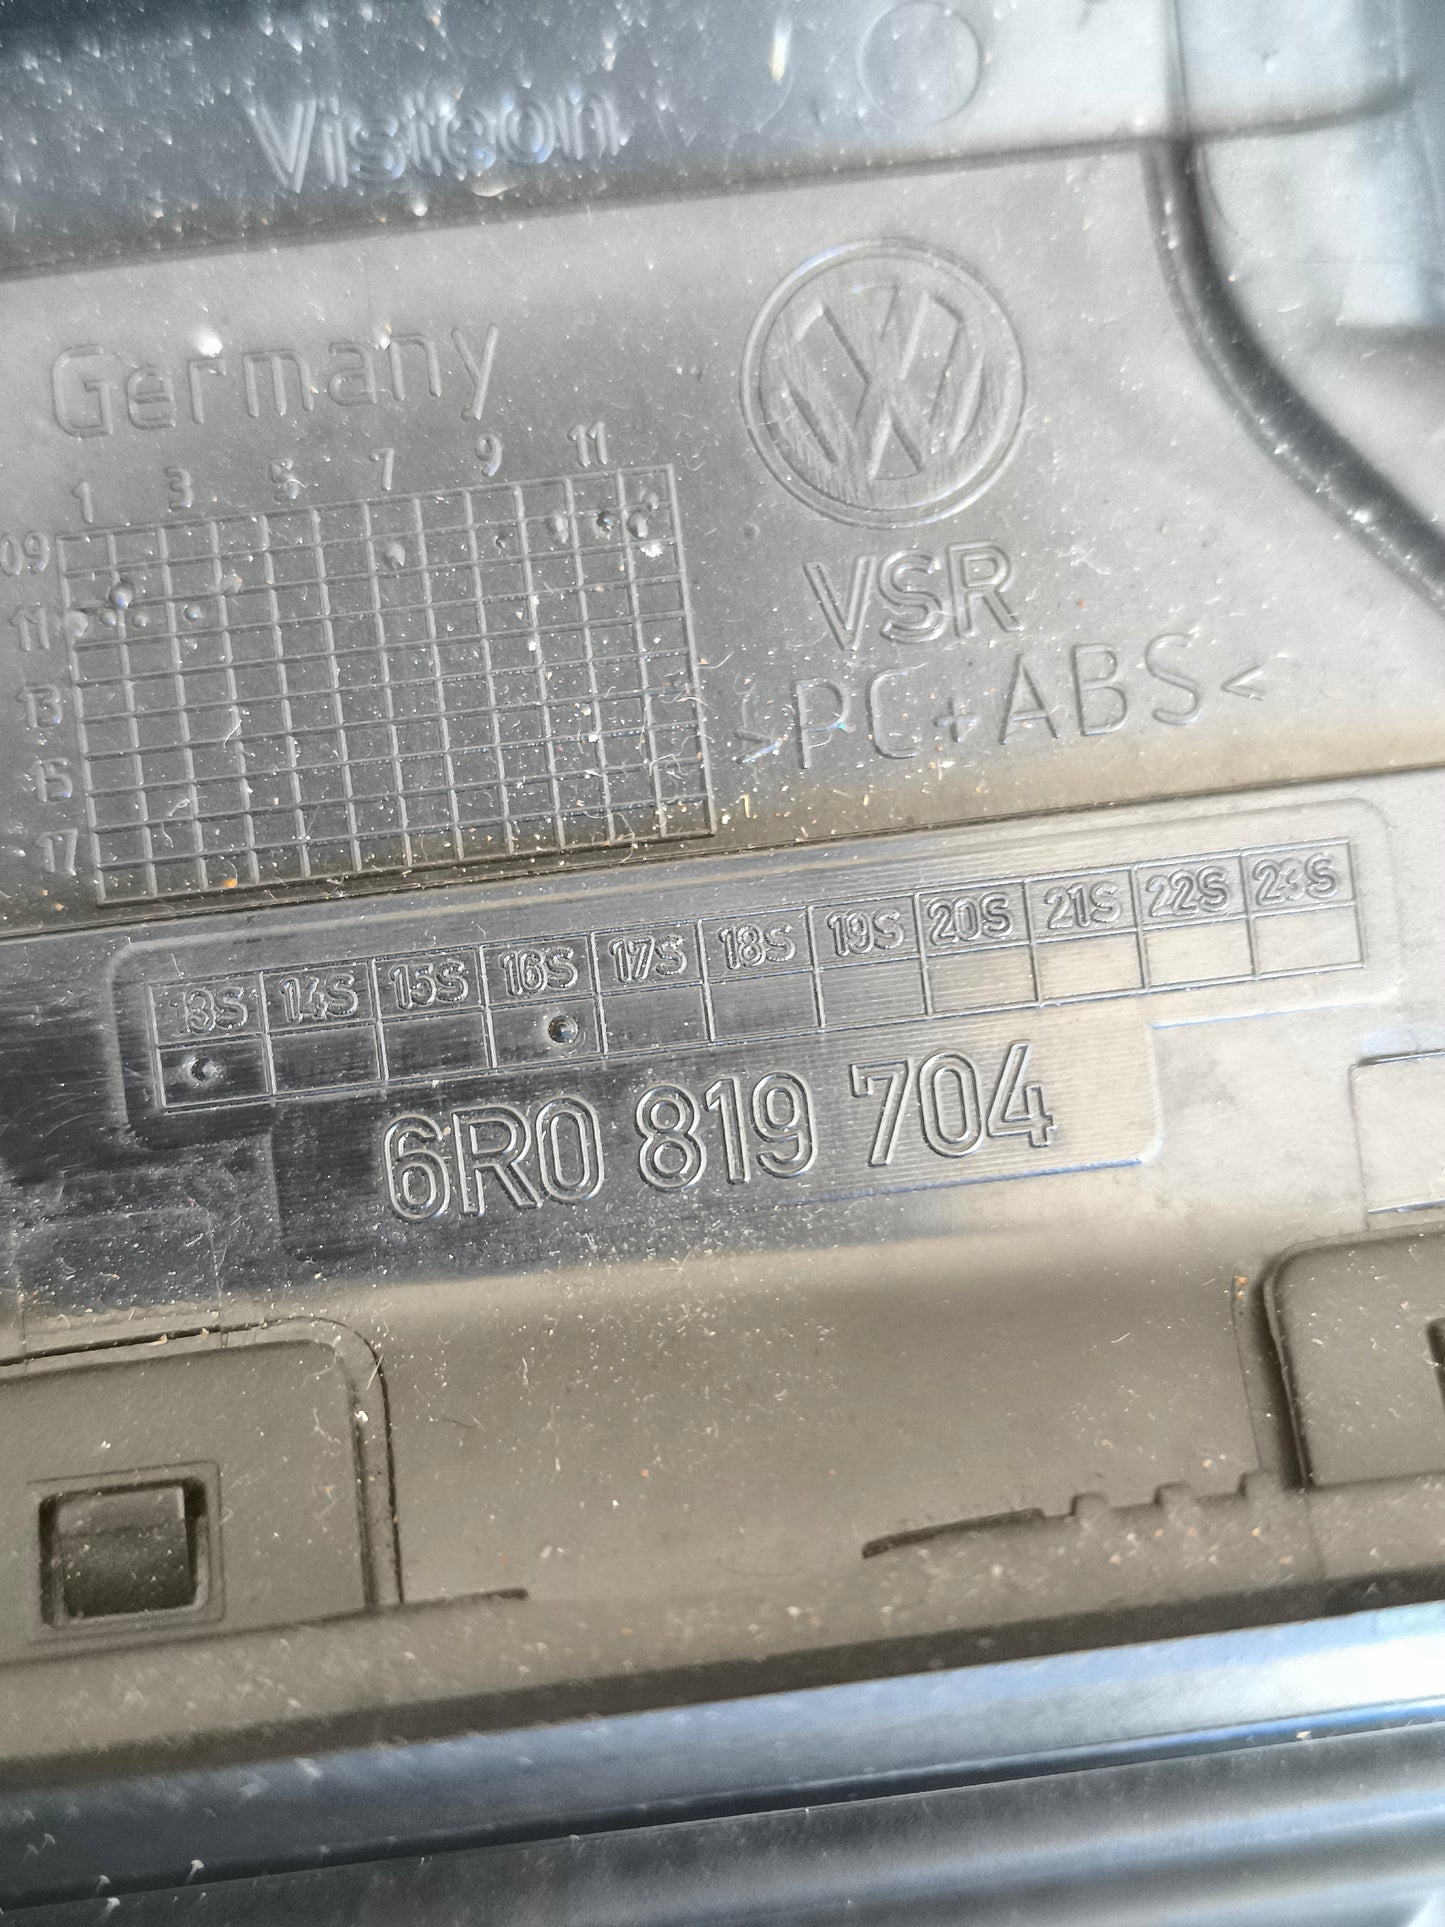 Visteon
Germany
1 3 5 7 9 11
09
11
13
15
17
VW
VSR
>PC+ABS<
13S 14S 15S 16S 17S 18S 19S 20S 21S 22S 23S
6R0 819 704